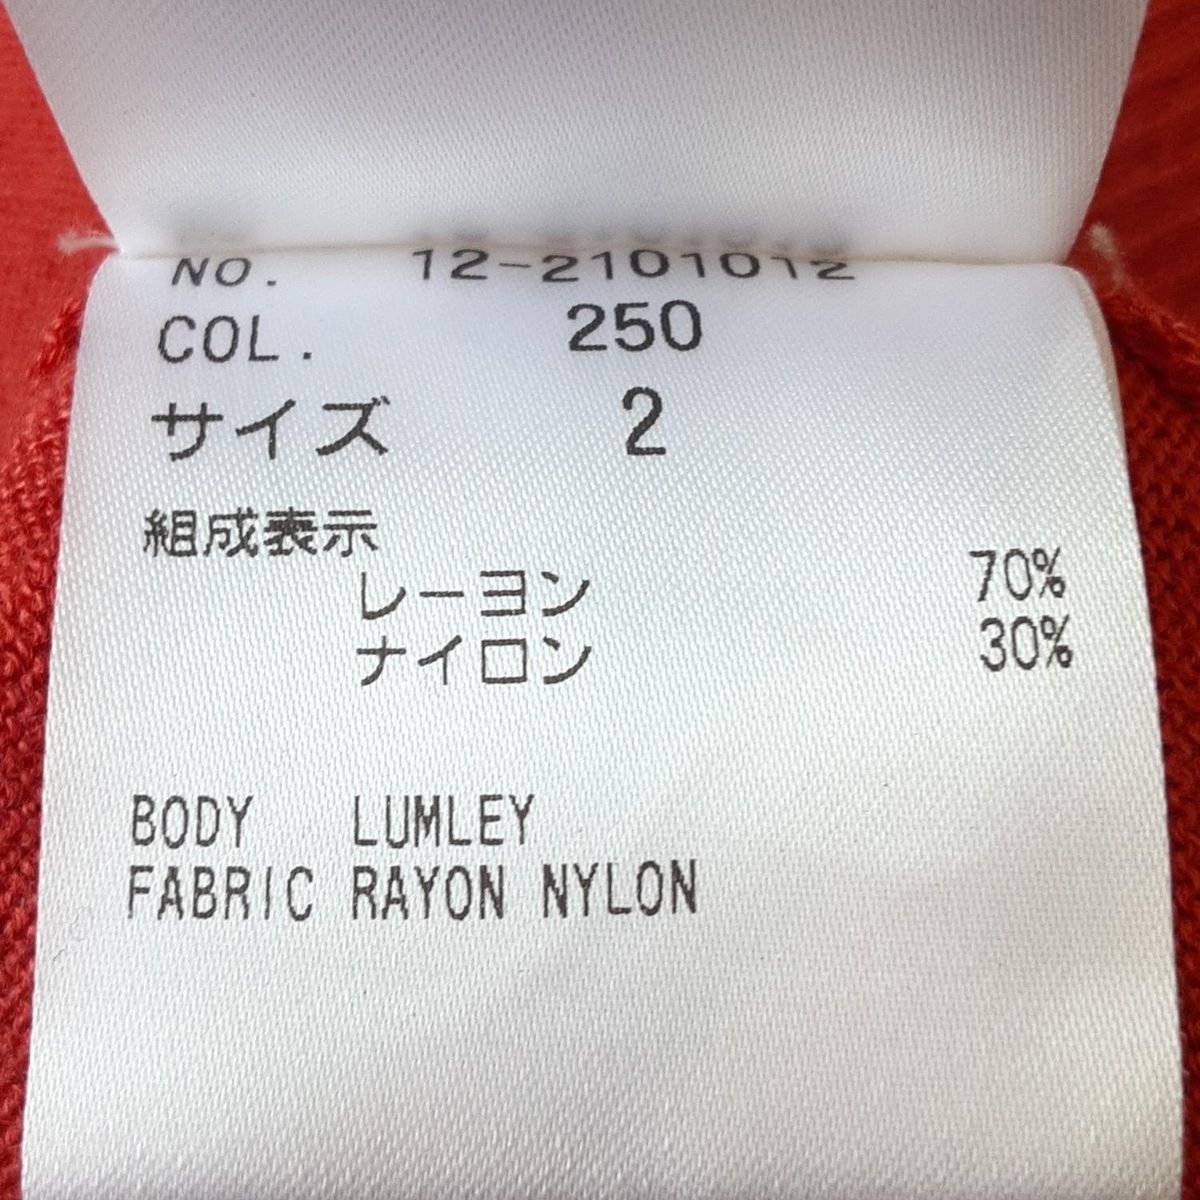 NO. 12-2101012
COL. 250
サイズ 2
組成表示
レーヨン 70%
ナイロン 30%
BODY LUMLEY
FABRIC RAYON NYLON